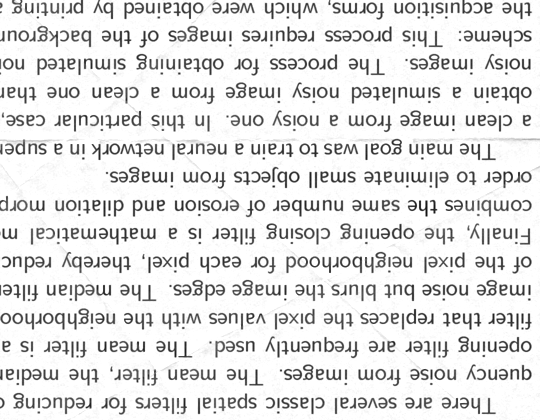 There are several classic spatial filters for reducing
quency noise from images. The mean filter, the median
opening filter are frequently used. The mean filter is a
filter that replaces the pixel values with the neighborhoo
image noise but blurs the image edges. The median filte
of the pixel neighborhood for each pixel, thereby reduc
Finally, the opening closing filter is a mathematical m
combines the same number of erosion and dilation morp
order to eliminate small objects from images.
The main goal was to train a neural network in a super
a clean image from a noisy one. In this particular case,
obtain a simulated noisy image from a clean one than
noisy images. The process for obtaining simulated noi
scheme: This process requires images of the backgroun
the acquisition forms, which were obtained by printing a